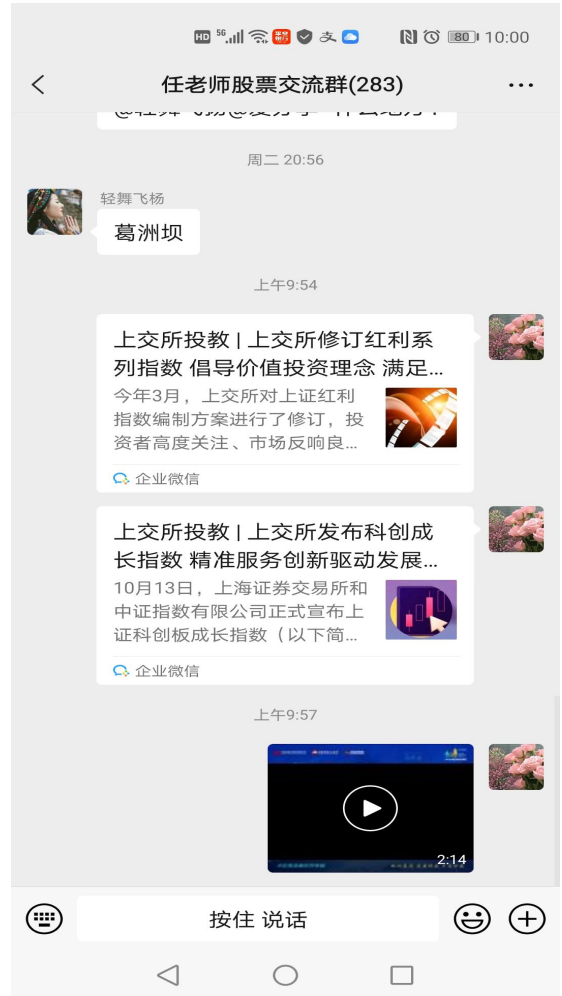 HD 5G 80 10:00
任老师股票交流群(283)
周二 20:56
轻舞飞杨
葛洲坝
上午9:54
上交所投教 | 上交所修订红利系
列指数 倡导价值投资理念 满足...
今年3月，上交所对上证红利
指数编制方案进行了修订，投
资者高度关注、市场反响良...
企业微信
上交所投教 | 上交所发布科创成
长指数 精准服务创新驱动发展...
10月13日，上海证券交易所和
中证指数有限公司正式宣布上
证科创板成长指数（以下简...
企业微信
上午9:57
2:14
按住 说话